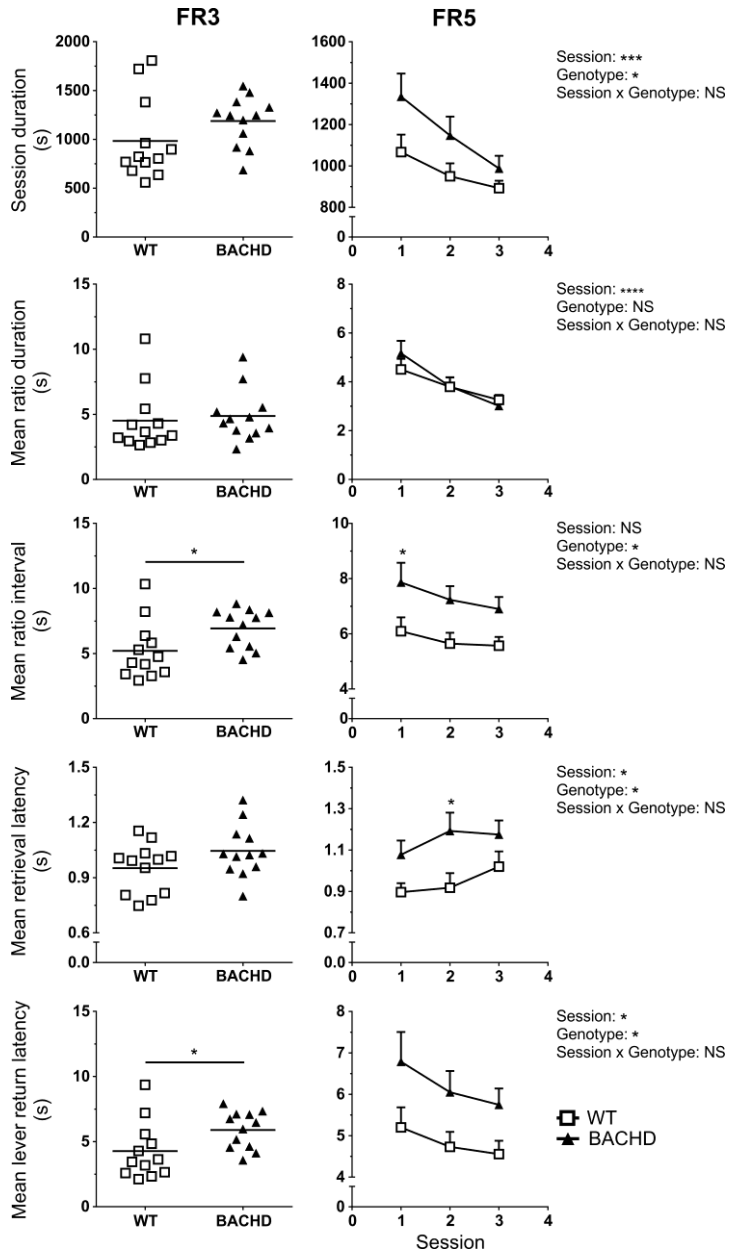 FR3
FR5
Session duration
(s)
2000
1500
1000
500
0
WT
BACHD
1600
1400
1200
1000
800
0
0
1
2
3
4
Session: ***
Genotype: *
Session x Genotype: NS
Mean ratio duration
(s)
15
10
5
0
WT
BACHD
8
6
4
2
0
0
1
2
3
4
Session: ****
Genotype: NS
Session x Genotype: NS
Mean ratio interval
(s)
15
10
5
0
*
WT
BACHD
10
8
6
4
0
*
0
1
2
3
4
Session: NS
Genotype: *
Session x Genotype: NS
Mean retrieval latency
(s)
1.5
1.2
0.9
0.6
0.0
WT
BACHD
1.5
1.3
1.1
0.9
0.7
0.0
*
0
1
2
3
4
Session: *
Genotype: *
Session x Genotype: NS
Mean lever return latency
(s)
15
10
5
0
*
WT
BACHD
8
7
6
5
4
0
0
1
2
3
4
Session
Session: *
Genotype: *
Session x Genotype: NS
WT
BACHD